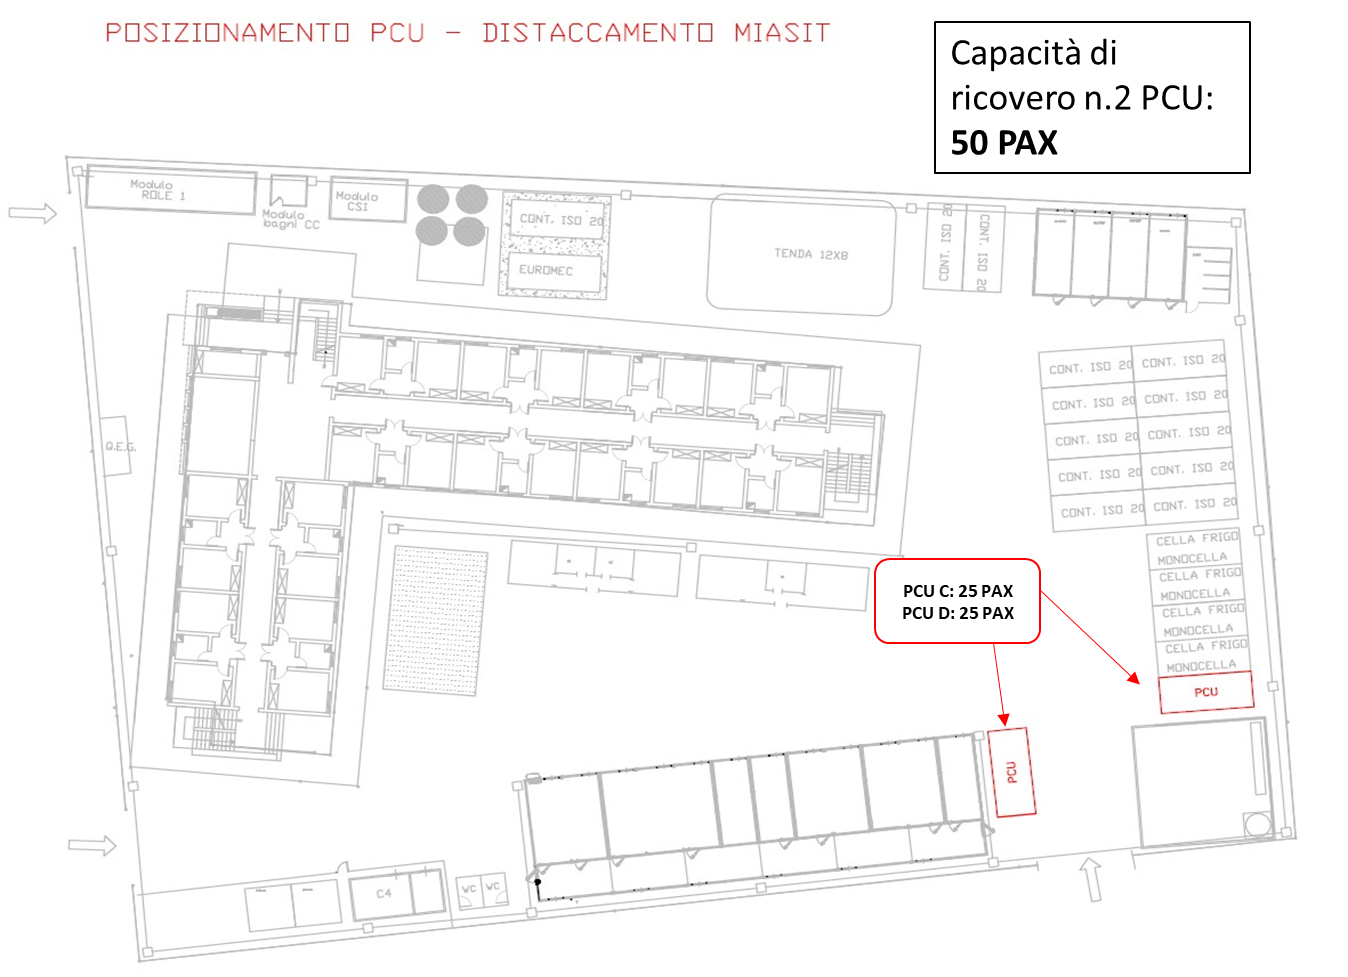 POSIZIONAMENTO PCU - DISTACCAMENTO MIASIT
Capacità di
ricovero n.2 PCU:
50 PAX
Modulo
ROLE 1
Modulo
bagni CC
Modulo
CSI
CONT. ISO 20
EUROMEC
TENDA 12X8
CONT. ISO 20
CONT. ISO 20
CONT. ISO 20
CONT. ISO 20
CONT. ISO 20
CONT. ISO 20
CONT. ISO 20
CONT. ISO 20
CONT. ISO 20
CONT. ISO 20
CONT. ISO 20
CONT. ISO 20
Q.E.G.
CELLA FRIGO
MONOCELLA
CELLA FRIGO
MONOCELLA
CELLA FRIGO
MONOCELLA
CELLA FRIGO
MONOCELLA
PCU C: 25 PAX
PCU D: 25 PAX
PCU
PCU
C4
WC
WC